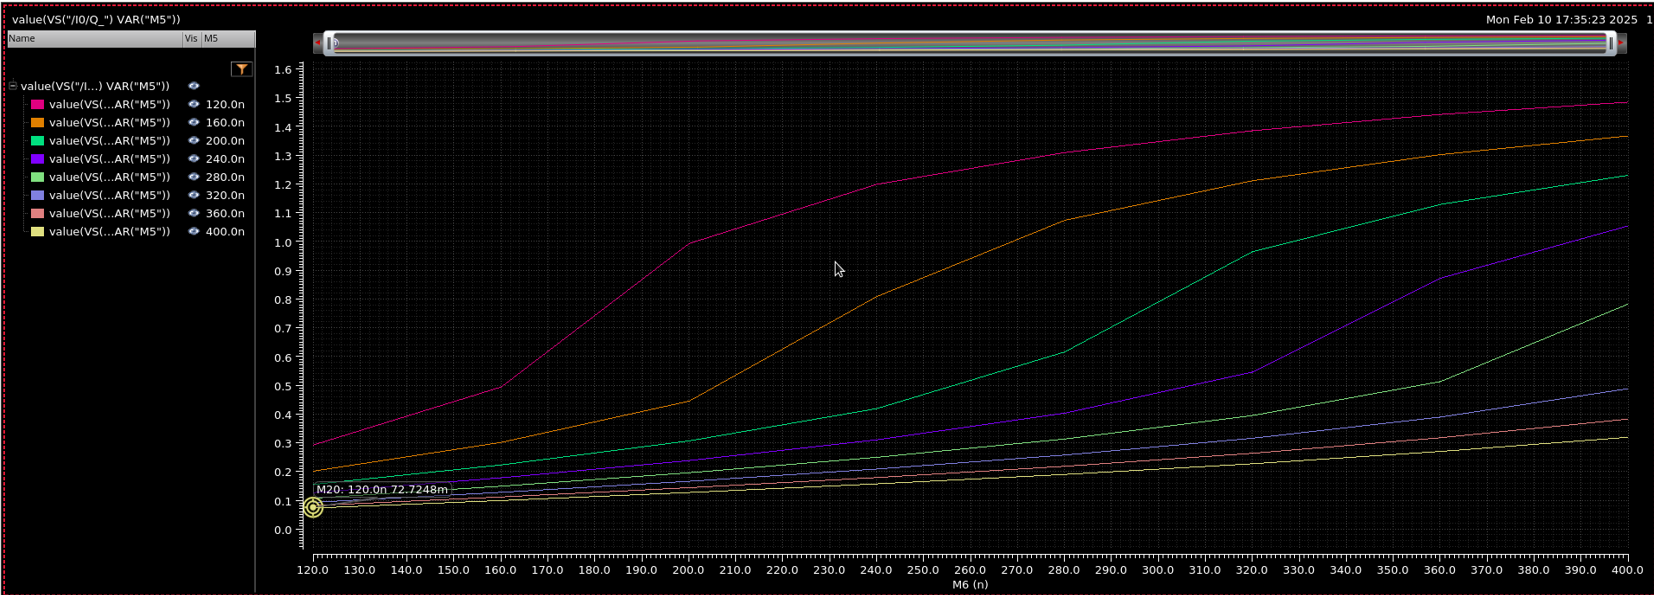 value(VS("/I0/Q_") VAR("M5"))
Mon Feb 10 17:35:23 2025 1
Name Vis M5
value(VS("/I...) VAR("M5"))
value(VS(...AR("M5")) 120.0n
value(VS(...AR("M5")) 160.0n
value(VS(...AR("M5")) 200.0n
value(VS(...AR("M5")) 240.0n
value(VS(...AR("M5")) 280.0n
value(VS(...AR("M5")) 320.0n
value(VS(...AR("M5")) 360.0n
value(VS(...AR("M5")) 400.0n
1.6
1.5
1.4
1.3
1.2
1.1
1.0
0.9
0.8
0.7
0.6
0.5
0.4
0.3
0.2
0.1
0.0
M20: 120.0n 72.7248m
120.0 130.0 140.0 150.0 160.0 170.0 180.0 190.0 200.0 210.0 220.0 230.0 240.0 250.0 260.0 270.0 280.0 290.0 300.0 310.0 320.0 330.0 340.0 350.0 360.0 370.0 380.0 390.0 400.0
M6 (n)